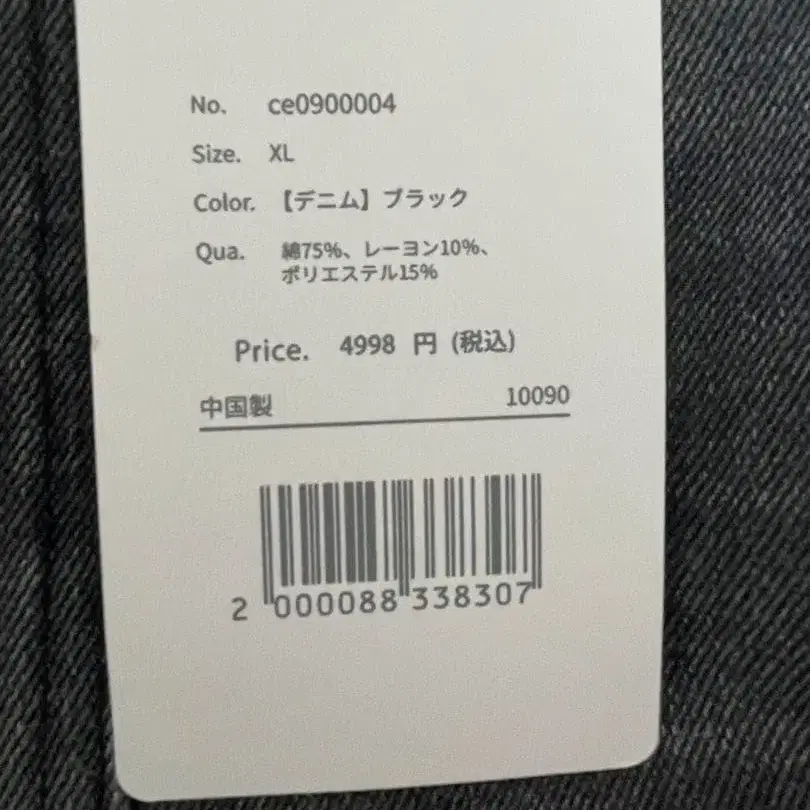 No. ce0900004
Size. XL
Color. 【デニム】ブラック
Qua. 綿75%、レーヨン10%、
ポリエステル15%
Price. 4998 円 (税込)
中国製 10090
2 000088 338307